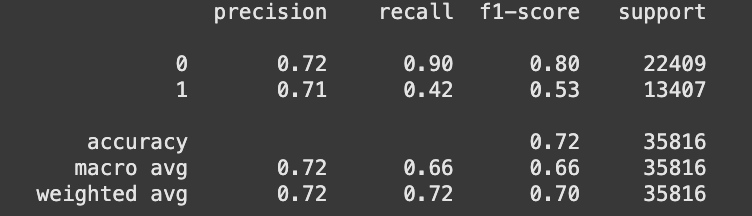 precision recall f1-score support
0 0.72 0.90 0.80 22409
1 0.71 0.42 0.53 13407
accuracy 0.72 35816
macro avg 0.72 0.66 0.66 35816
weighted avg 0.72 0.72 0.70 35816